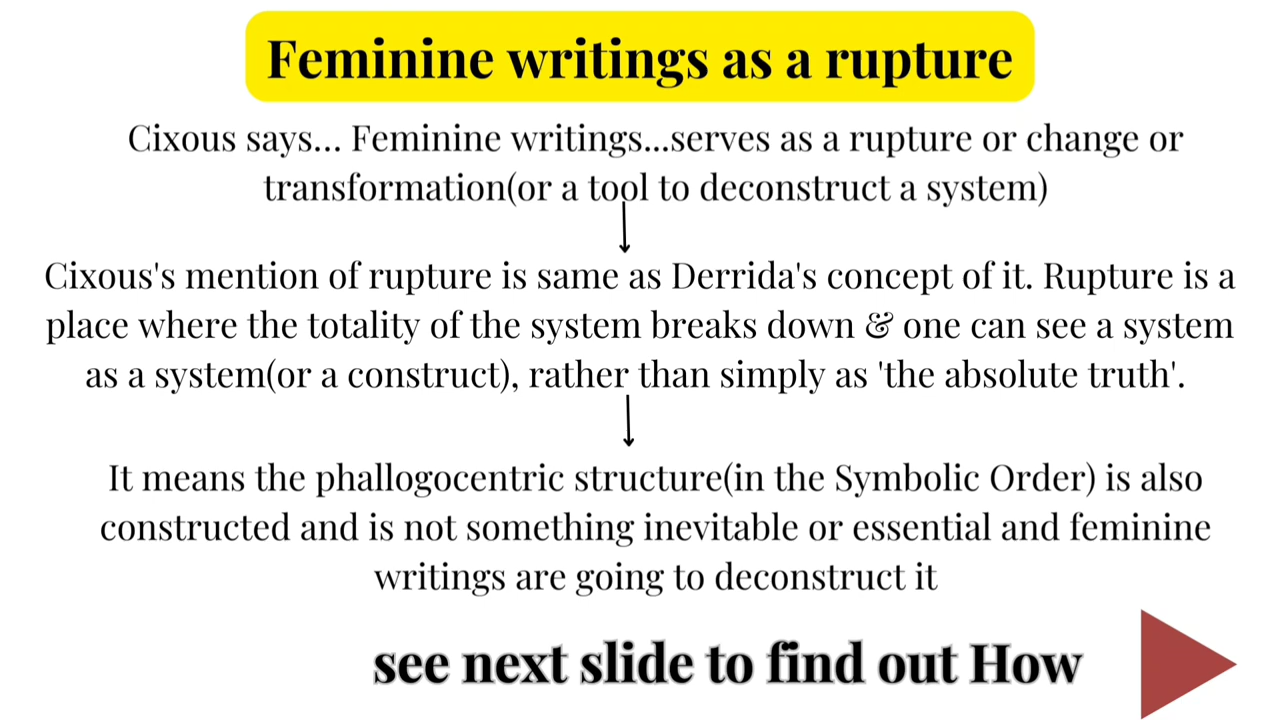 Feminine writings as a rupture
Cixous says... Feminine writings...serves as a rupture or change or
transformation(or a tool to deconstruct a system)
Cixous's mention of rupture is same as Derrida's concept of it. Rupture is a
place where the totality of the system breaks down & one can see a system
as a system(or a construct), rather than simply as 'the absolute truth'.
It means the phallogocentric structure(in the Symbolic Order) is also
constructed and is not something inevitable or essential and feminine
writings are going to deconstruct it
see next slide to find out How